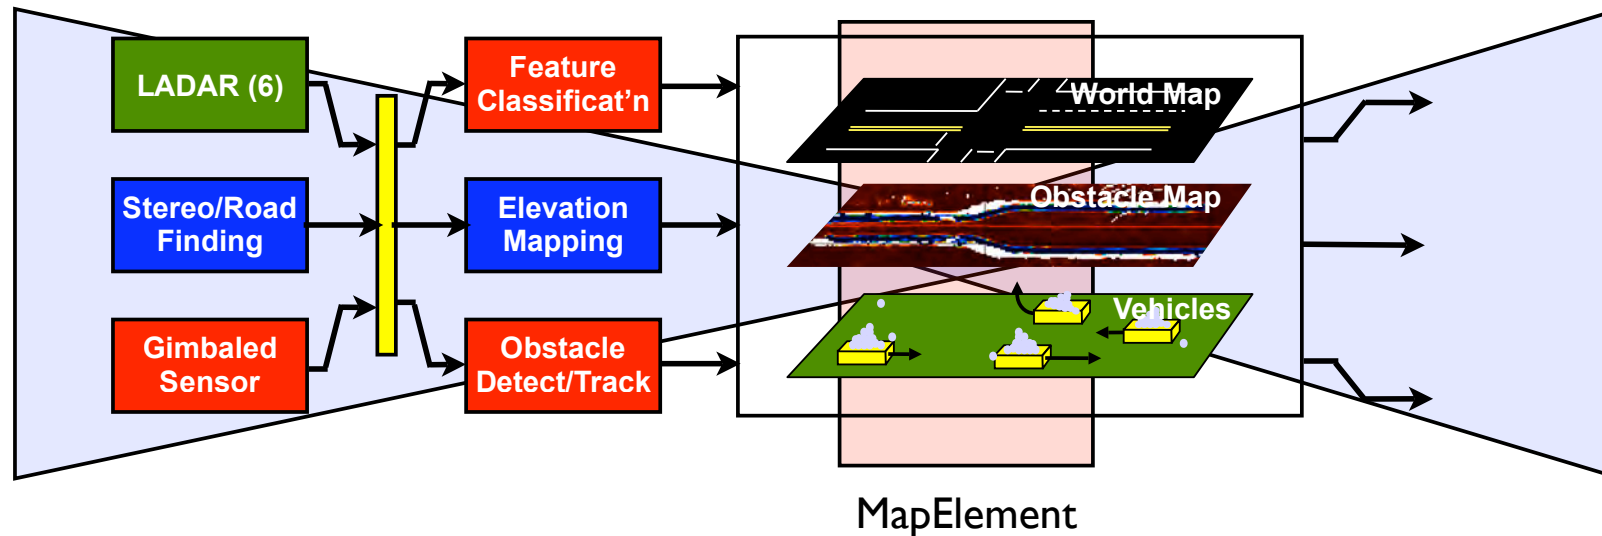 LADAR (6)
Feature
Classificat'n
World Map
Stereo/Road
Finding
Elevation
Mapping
Obstacle Map
Gimbaled
Sensor
Obstacle
Detect/Track
Vehicles
MapElement